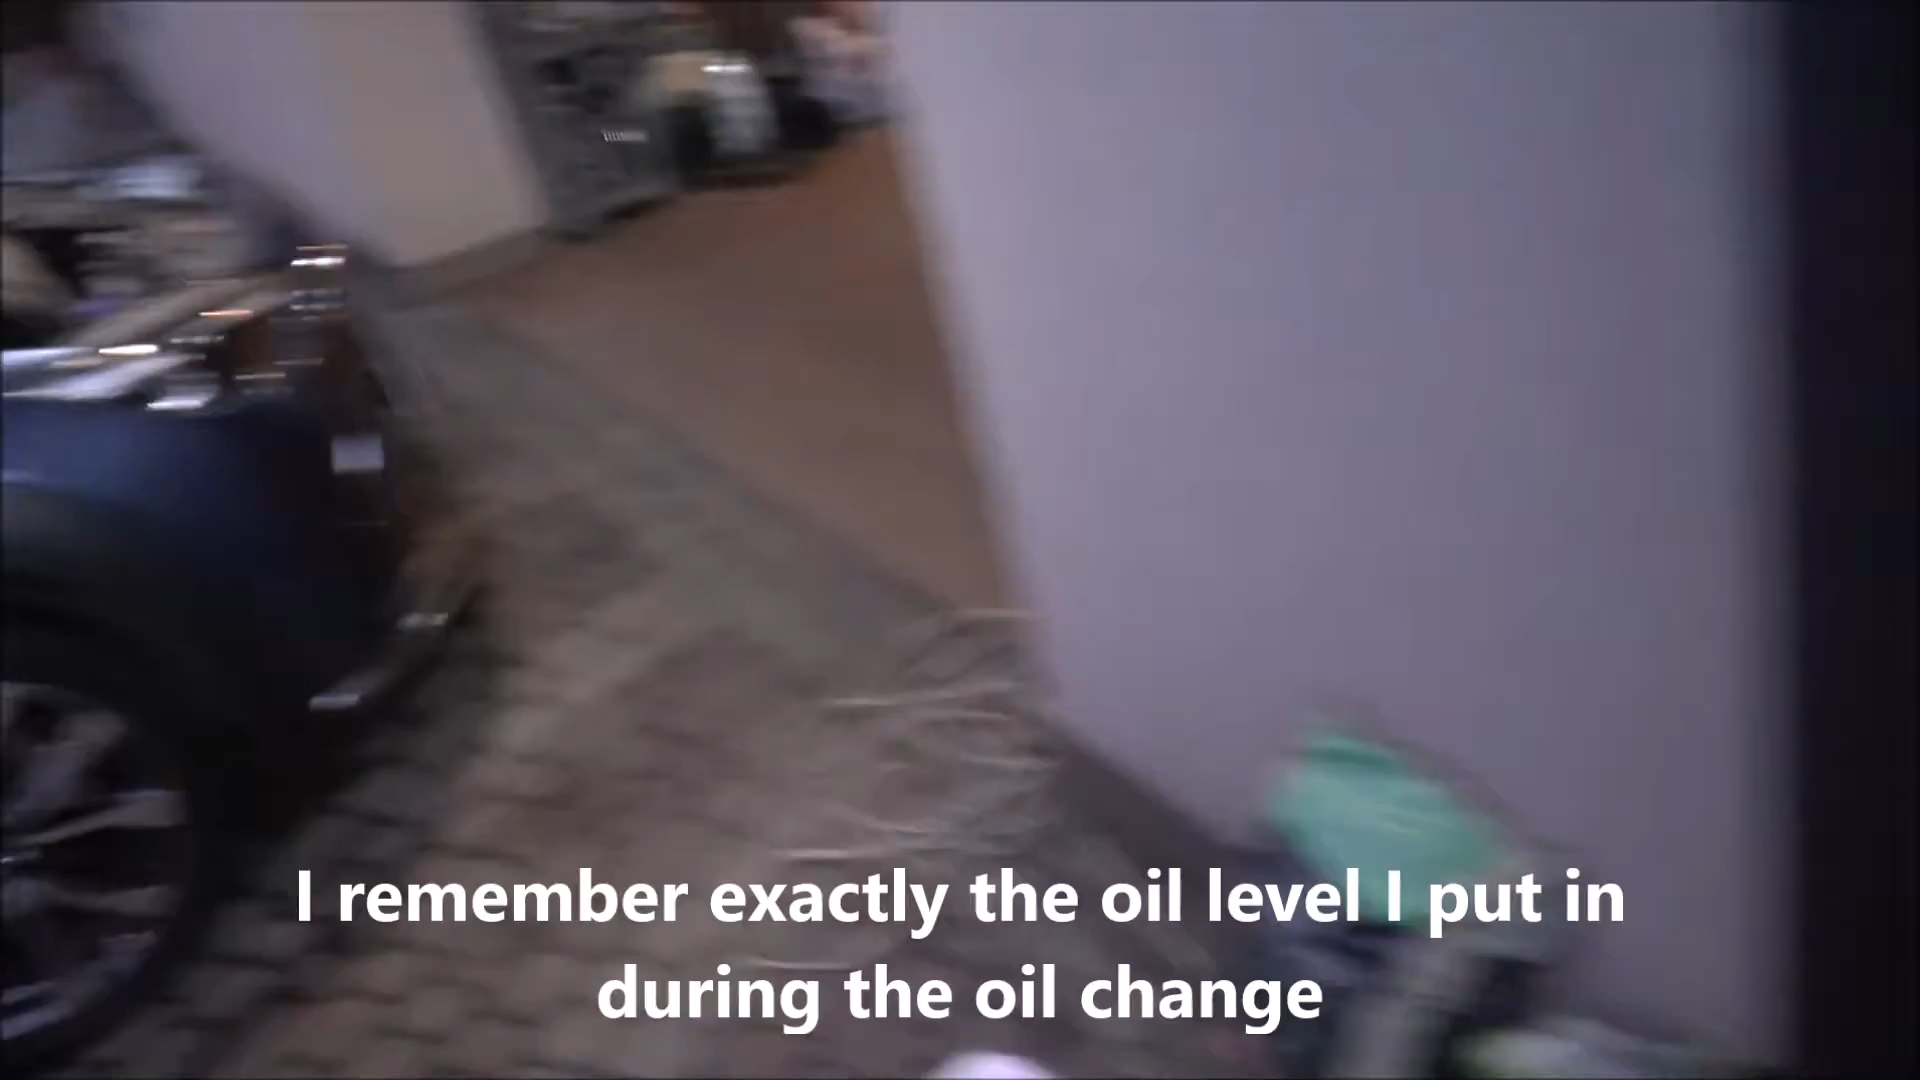 I remember exactly the oil level I put in
during the oil change